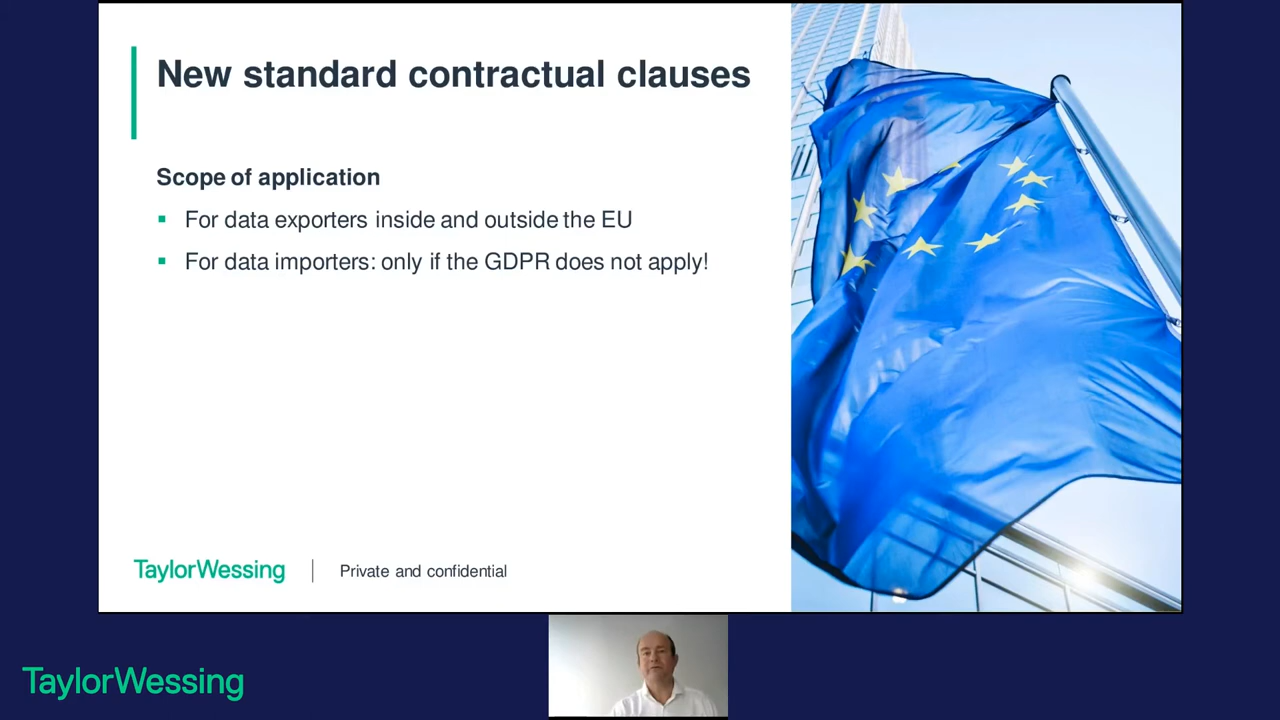 New standard contractual clauses
Scope of application
For data exporters inside and outside the EU
For data importers: only if the GDPR does not apply!
TaylorWessing
Private and confidential
TaylorWessing